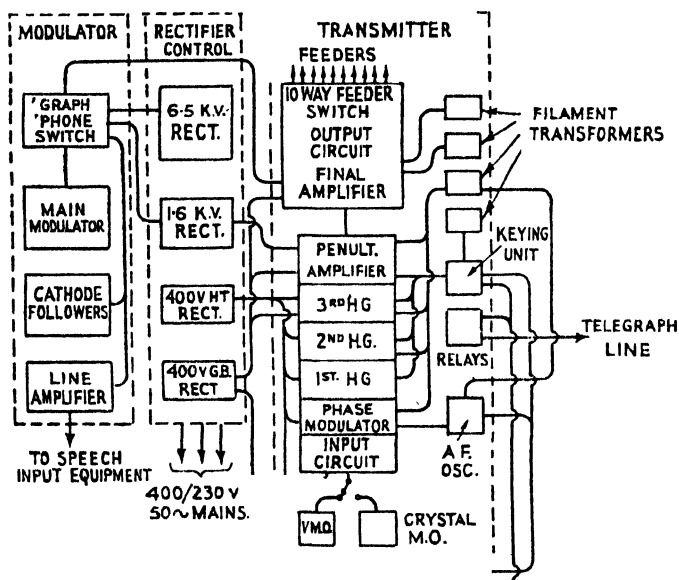 MODULATOR
'GRAPH
'PHONE
SWITCH
MAIN
MODULATOR
CATHODE
FOLLOWERS
LINE
AMPLIFIER
TO SPEECH
INPUT EQUIPMENT
RECTIFIER
CONTROL
6·5 K.V.
RECT.
1·6 K.V.
RECT.
400V HT
RECT.
400V G.B.
RECT
400/230 V
50~ MAINS.
TRANSMITTER
FEEDERS
10 WAY FEEDER
SWITCH
OUTPUT
CIRCUIT
FINAL
AMPLIFIER
PENULT.
AMPLIFIER
3RD HG
2ND H.G.
1ST. HG
PHASE
MODULATOR
INPUT
CIRCUIT
V.M.O.
CRYSTAL
M.O.
FILAMENT
TRANSFORMERS
KEYING
UNIT
RELAYS
A.F.
OSC.
TELEGRAPH
LINE